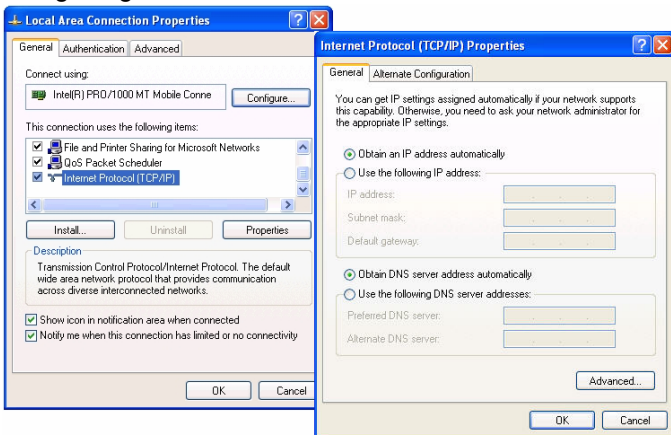 Local Area Connection Properties
General Authentication Advanced
Connect using:
Intel(R) PRO/1000 MT Mobile Conne
Configure...
This connection uses the following items:
File and Printer Sharing for Microsoft Networks
QoS Packet Scheduler
Internet Protocol (TCP/IP)
Install... Uninstall Properties
Description
Transmission Control Protocol/Internet Protocol. The default
wide area network protocol that provides communication
across diverse interconnected networks.
Show icon in notification area when connected
Notify me when this connection has limited or no connectivity
OK Cancel
Internet Protocol (TCP/IP) Properties
General Alternate Configuration
You can get IP settings assigned automatically if your network supports
this capability. Otherwise, you need to ask your network administrator for
the appropriate IP settings.
Obtain an IP address automatically
Use the following IP address:
IP address:
Subnet mask:
Default gateway:
Obtain DNS server address automatically
Use the following DNS server addresses:
Preferred DNS server:
Alternate DNS server:
Advanced...
OK Cancel